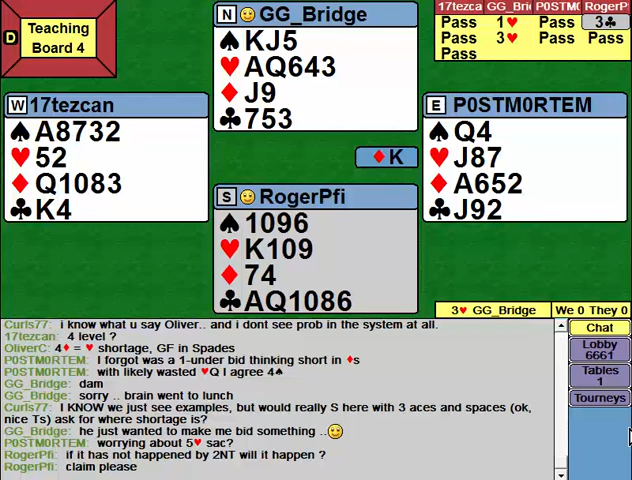 D Teaching
Board 4
N GG_Bridge
♠ KJ5
♥ AQ643
♦ J9
♣ 753
17tezcan GG_Bri P0STM0 RogerP
Pass 1♥ Pass 3♣
Pass 3♥ Pass Pass
Pass
W 17tezcan
♠ A8732
♥ 52
♦ Q1083
♣ K4
♦ K
E P0STM0RTEM
♠ Q4
♥ J87
♦ A652
♣ J92
S RogerPfi
♠ 1096
♥ K109
♦ 74
♣ AQ1086
3♥ GG_Bridge We 0 They 0
Curls77: i know what u say Oliver.. and i dont see prob in the system at all.
17tezcan: 4 level ?
OliverC: 4♦ = ♥ shortage, GF in Spades
P0STM0RTEM: I forgot was a 1-under bid thinking short in ♦s
P0STM0RTEM: with likely wasted ♥Q I agree 4♠
GG_Bridge: dam
GG_Bridge: sorry .. brain went to lunch
Curls77: I KNOW we just see examples, but would really S here with 3 aces and spaces (ok,
nice Ts) ask for where shortage is?
GG_Bridge: he just wanted to make me bid something ..
P0STM0RTEM: worrying about 5♥ sac?
RogerPfi: if it has not happened by 2NT will it happen ?
RogerPfi: claim please
Chat
Lobby
6661
Tables
1
Tourneys